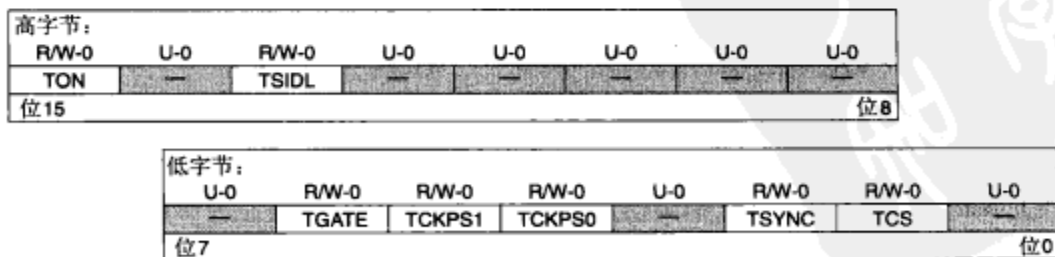 高字节：
R/W-0 U-0 R/W-0 U-0 U-0 U-0 U-0 U-0
TON — TSIDL — — — — —
位15 位8
低字节：
U-0 R/W-0 R/W-0 R/W-0 U-0 R/W-0 R/W-0 U-0
— TGATE TCKPS1 TCKPS0 — TSYNC TCS —
位7 位0